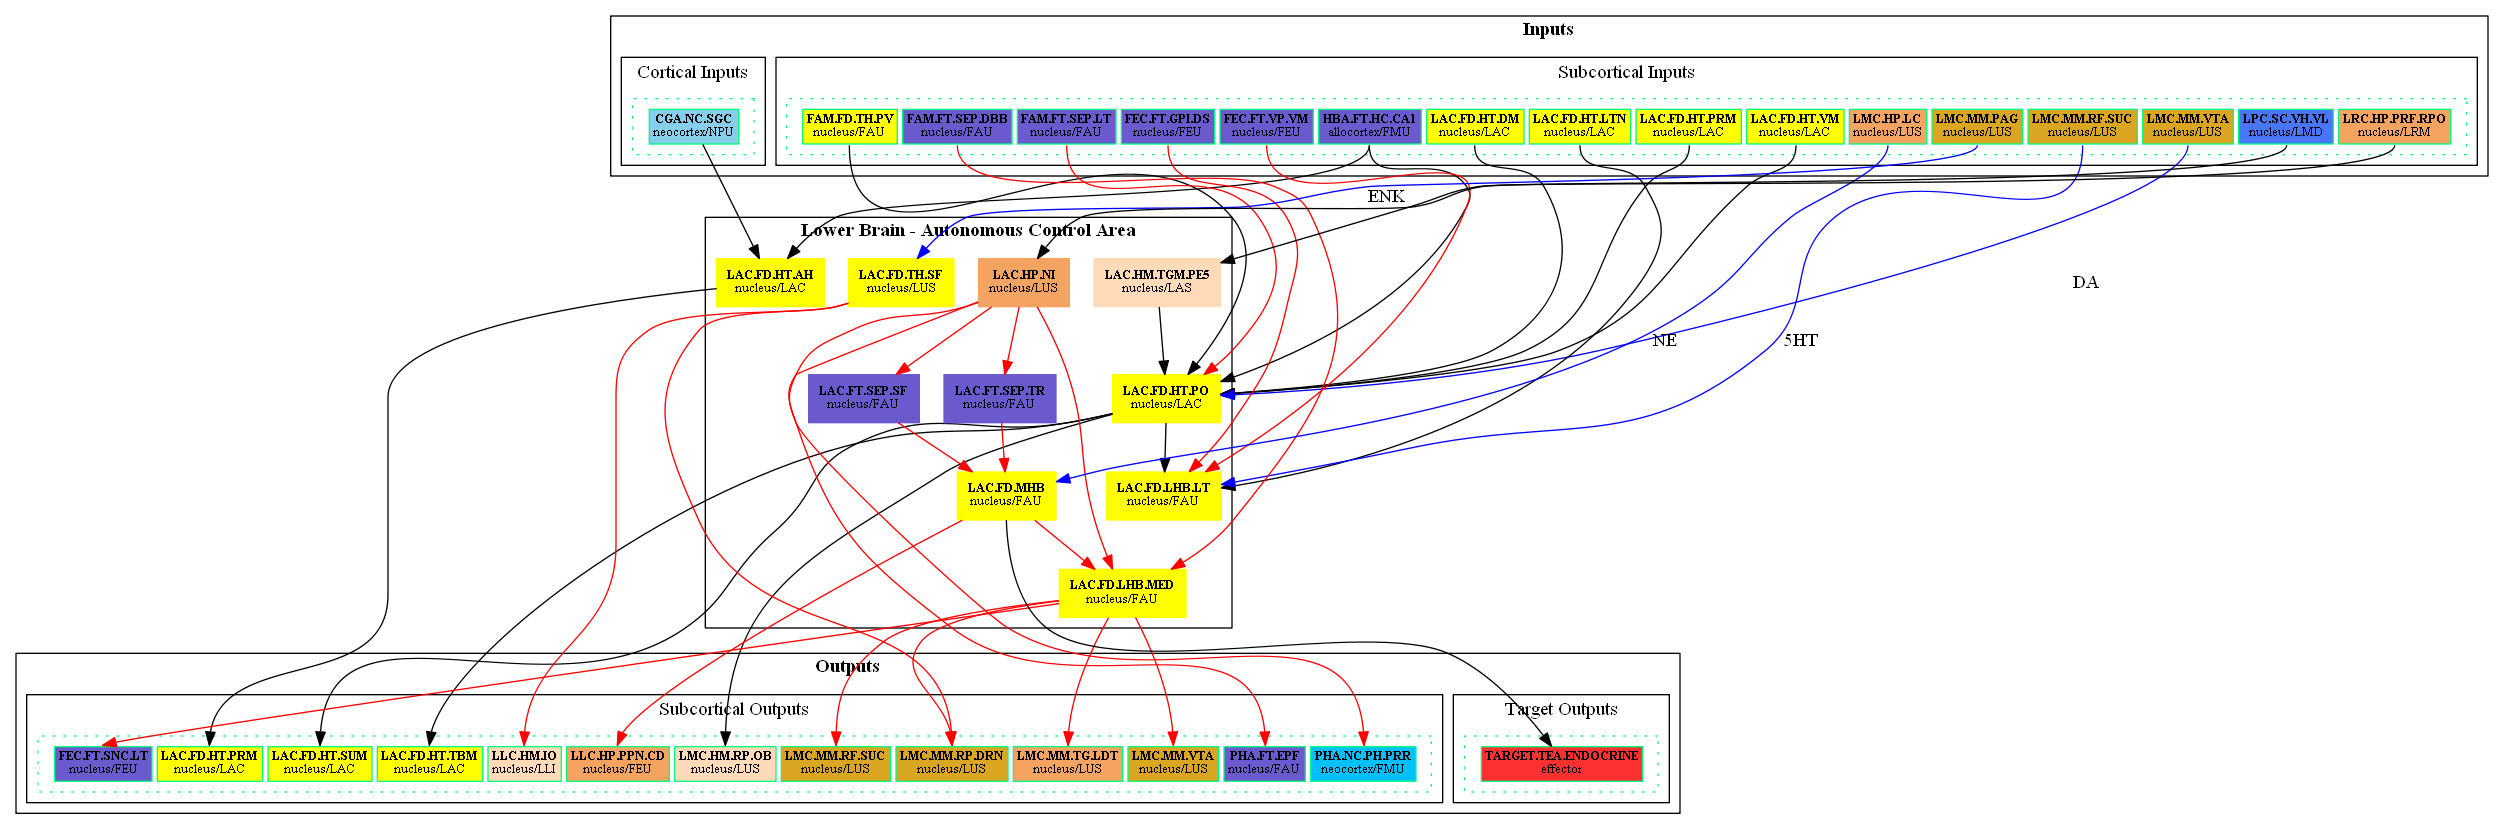 Inputs
Cortical Inputs
Subcortical Inputs
CGA.NC.SGC
neocortex/NPU
FAM.FD.TH.PV
nucleus/FAU
FAM.FT.SEP.DBB
nucleus/FAU
FAM.FT.SEP.LT
nucleus/FAU
FEC.FT.GPI.DS
nucleus/FEU
FEC.FT.VP.VM
nucleus/FEU
HBA.FT.HC.CA1
allocortex/FMU
LAC.FD.HT.DM
nucleus/LAC
LAC.FD.HT.LTN
nucleus/LAC
LAC.FD.HT.PRM
nucleus/LAC
LAC.FD.HT.VM
nucleus/LAC
LMC.HP.LC
nucleus/LUS
LMC.MM.PAG
nucleus/LUS
LMC.MM.RF.SUC
nucleus/LUS
LMC.MM.VTA
nucleus/LUS
LPC.SC.VH.VL
nucleus/LMD
LRC.HP.PRF.RPO
nucleus/LRM
ENK
Lower Brain - Autonomous Control Area
LAC.FD.HT.AH
nucleus/LAC
LAC.FD.TH.SF
nucleus/LUS
LAC.HP.NI
nucleus/LUS
LAC.HM.TGM.PE5
nucleus/LAS
DA
NE
5HT
LAC.FT.SEP.SF
nucleus/FAU
LAC.FT.SEP.TR
nucleus/FAU
LAC.FD.HT.PO
nucleus/LAC
LAC.FD.MHB
nucleus/FAU
LAC.FD.LHB.LT
nucleus/FAU
LAC.FD.LHB.MED
nucleus/FAU
Outputs
Subcortical Outputs
Target Outputs
FEC.FT.SNC.LT
nucleus/FEU
LAC.FD.HT.PRM
nucleus/LAC
LAC.FD.HT.SUM
nucleus/LAC
LAC.FD.HT.TBM
nucleus/LAC
LLC.HM.IO
nucleus/LLI
LLC.HP.PPN.CD
nucleus/FEU
LMC.HM.RP.OB
nucleus/LUS
LMC.MM.RF.SUC
nucleus/LUS
LMC.MM.RP.DRN
nucleus/LUS
LMC.MM.TG.LDT
nucleus/LUS
LMC.MM.VTA
nucleus/LUS
PHA.FT.EPF
nucleus/FAU
PHA.NC.PH.PRR
neocortex/FMU
TARGET.TEA.ENDOCRINE
effector